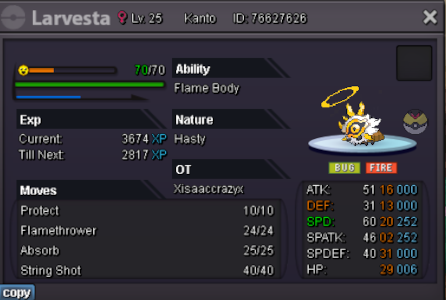 Larvesta ♀ Lv. 25 Kanto ID: 76627626
70/70
Ability
Flame Body
Exp
Current: 3674 XP
Till Next: 2817 XP
Nature
Hasty
OT
Xisaaccrazyx
BUG FIRE
Moves
Protect 10/10
Flamethrower 24/24
Absorb 25/25
String Shot 40/40
ATK: 51 16 000
DEF: 31 13 000
SPD: 60 20 252
SPATK: 46 02 252
SPDEF: 40 31 000
HP: 29 006
copy